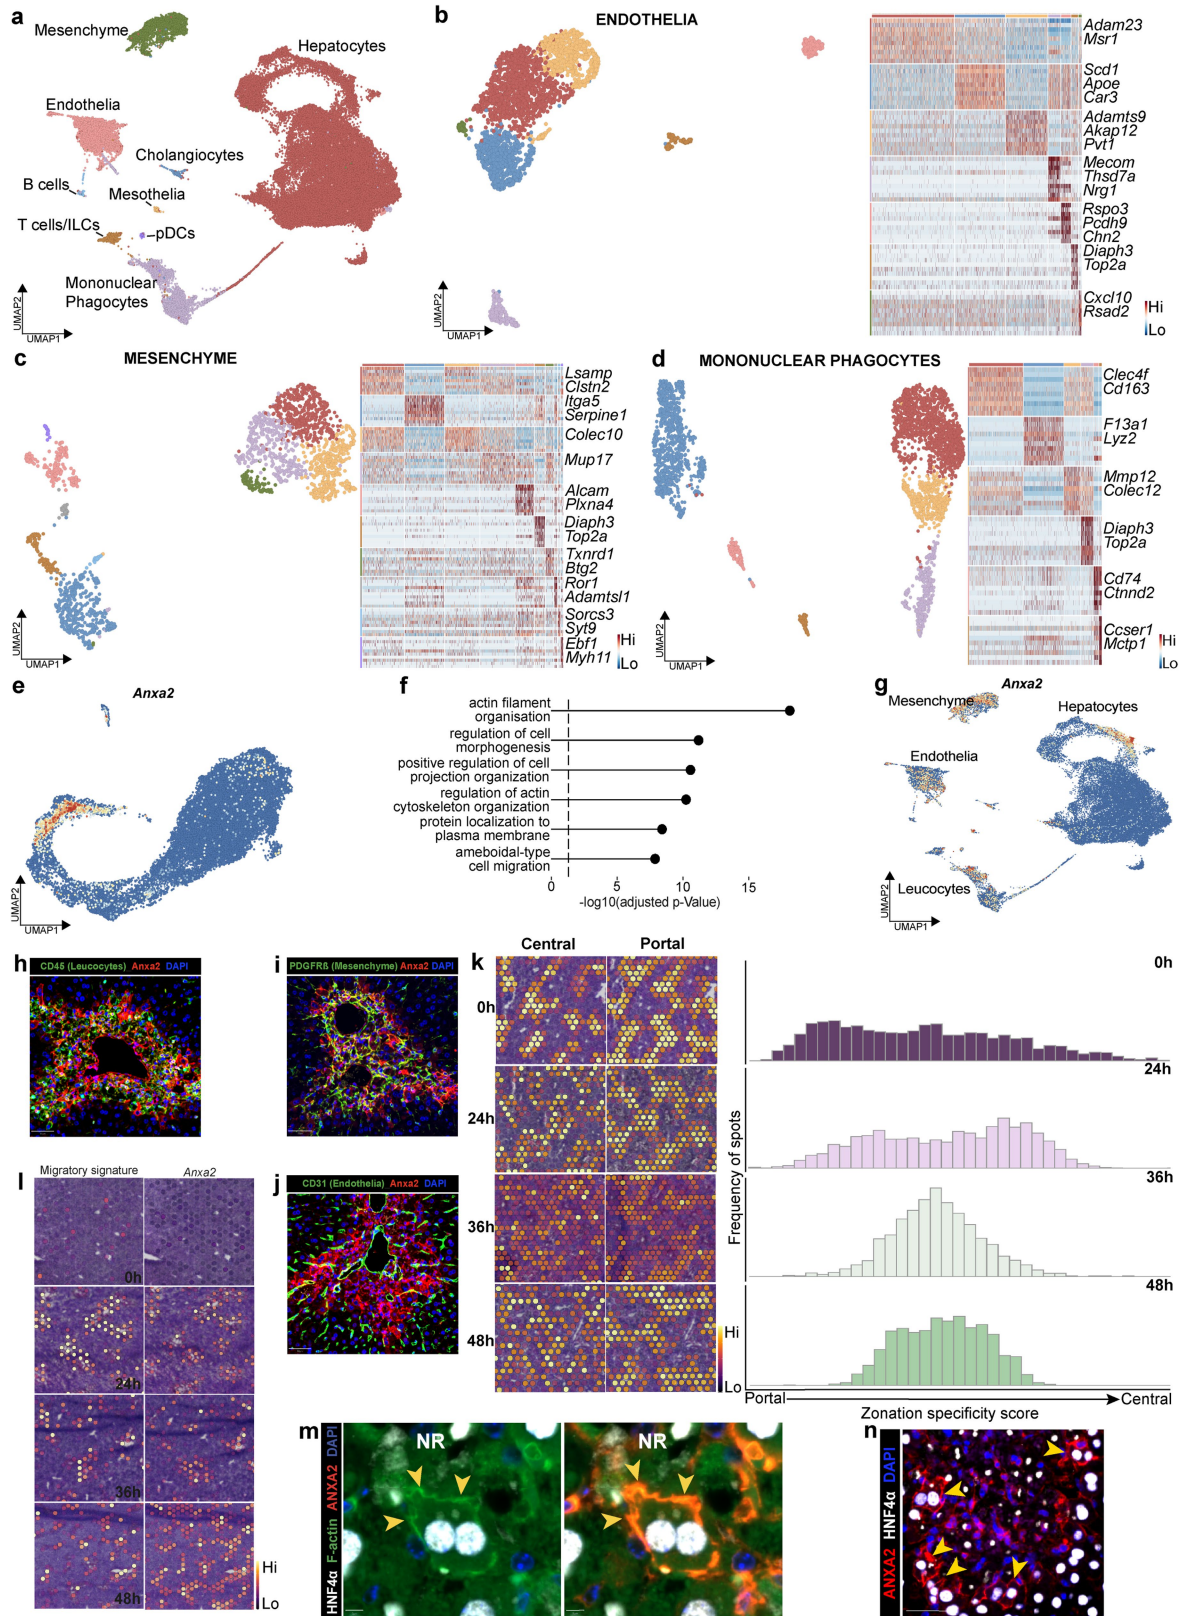 a
Mesenchyme
Hepatocytes
Endothelia
Cholangiocytes
B cells
Mesothelia
T cells/ILCs
pDCs
Mononuclear
Phagocytes
UMAP2
UMAP1
b
ENDOTHELIA
Adam23
Msr1
Scd1
Apoe
Car3
Adamts9
Akap12
Pvt1
Mecom
Thsd7a
Nrg1
Rspo3
Pcdh9
Chn2
Diaph3
Top2a
Cxcl10
Rsad2
Hi
Lo
UMAP2
UMAP1
c
MESENCHYME
Lsamp
Clstn2
Itga5
Serpine1
Colec10
Mup17
Alcam
Plxna4
Diaph3
Top2a
Txnrd1
Btg2
Ror1
Adamtsl1
Sorcs3
Syt9
Ebf1
Myh11
Hi
Lo
UMAP2
UMAP1
d
MONONUCLEAR PHAGOCYTES
Clec4f
Cd163
F13a1
Lyz2
Mmp12
Colec12
Diaph3
Top2a
Cd74
Ctnnd2
Ccser1
Mctp1
Hi
Lo
UMAP2
UMAP1
e
Anxa2
UMAP2
UMAP1
f
actin filament
organisation
regulation of cell
morphogenesis
positive regulation of cell
projection organization
regulation of actin
cytoskeleton organization
protein localization to
plasma membrane
ameboidal-type
cell migration
0 5 10 15
-log10(adjusted p-Value)
g
Anxa2
Mesenchyme
Hepatocytes
Endothelia
Leucocytes
UMAP2
UMAP1
h
CD45 (Leucocytes) Anxa2 DAPI
i
PDGFRß (Mesenchyme) Anxa2 DAPI
j
CD31 (Endothelia) Anxa2 DAPI
k
Central Portal
0h
24h
36h
48h
Hi
Lo
0h
24h
36h
48h
Frequency of spots
Portal Central
Zonation specificity score
l
Migratory signature Anxa2
0h
24h
36h
48h
Hi
Lo
m
HNF4α F-actin ANXA2 DAPI
NR
NR
n
ANXA2 HNF4α DAPI